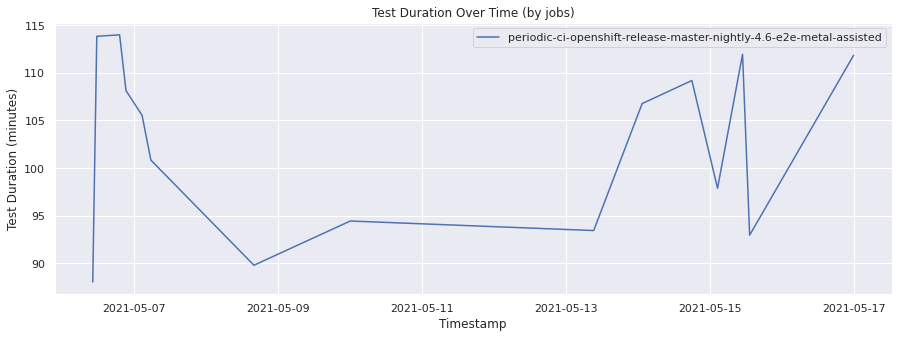 Test Duration Over Time (by jobs)
periodic-ci-openshift-release-master-nightly-4.6-e2e-metal-assisted
Test Duration (minutes)
115
110
105
100
95
90
2021-05-07 2021-05-09 2021-05-11 2021-05-13 2021-05-15 2021-05-17
Timestamp